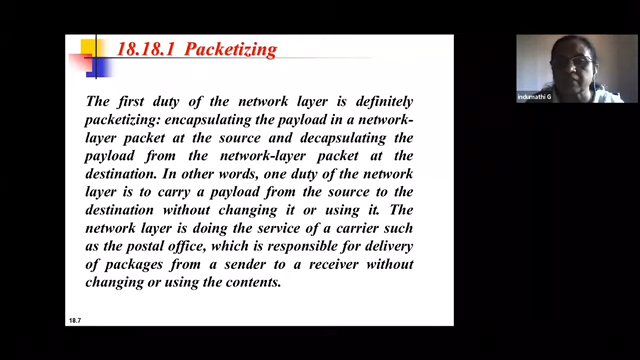 18.18.1 Packetizing
The first duty of the network layer is definitely
packetizing: encapsulating the payload in a network-
layer packet at the source and decapsulating the
payload from the network-layer packet at the
destination. In other words, one duty of the network
layer is to carry a payload from the source to the
destination without changing it or using it. The
network layer is doing the service of a carrier such
as the postal office, which is responsible for delivery
of packages from a sender to a receiver without
changing or using the contents.
18.7
indumathi G